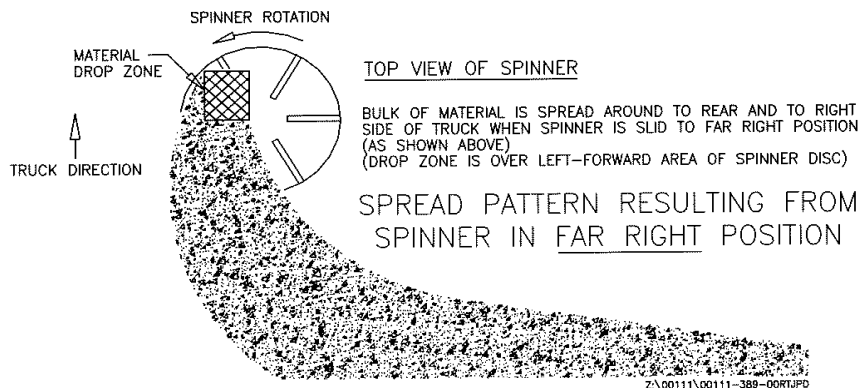 SPINNER ROTATION
MATERIAL
DROP ZONE
TRUCK DIRECTION
TOP VIEW OF SPINNER
BULK OF MATERIAL IS SPREAD AROUND TO REAR AND TO RIGHT
SIDE OF TRUCK WHEN SPINNER IS SLID TO FAR RIGHT POSITION
(AS SHOWN ABOVE)
(DROP ZONE IS OVER LEFT-FORWARD AREA OF SPINNER DISC)
SPREAD PATTERN RESULTING FROM
SPINNER IN FAR RIGHT POSITION
Z:\00111\00111-389-00RTJPD